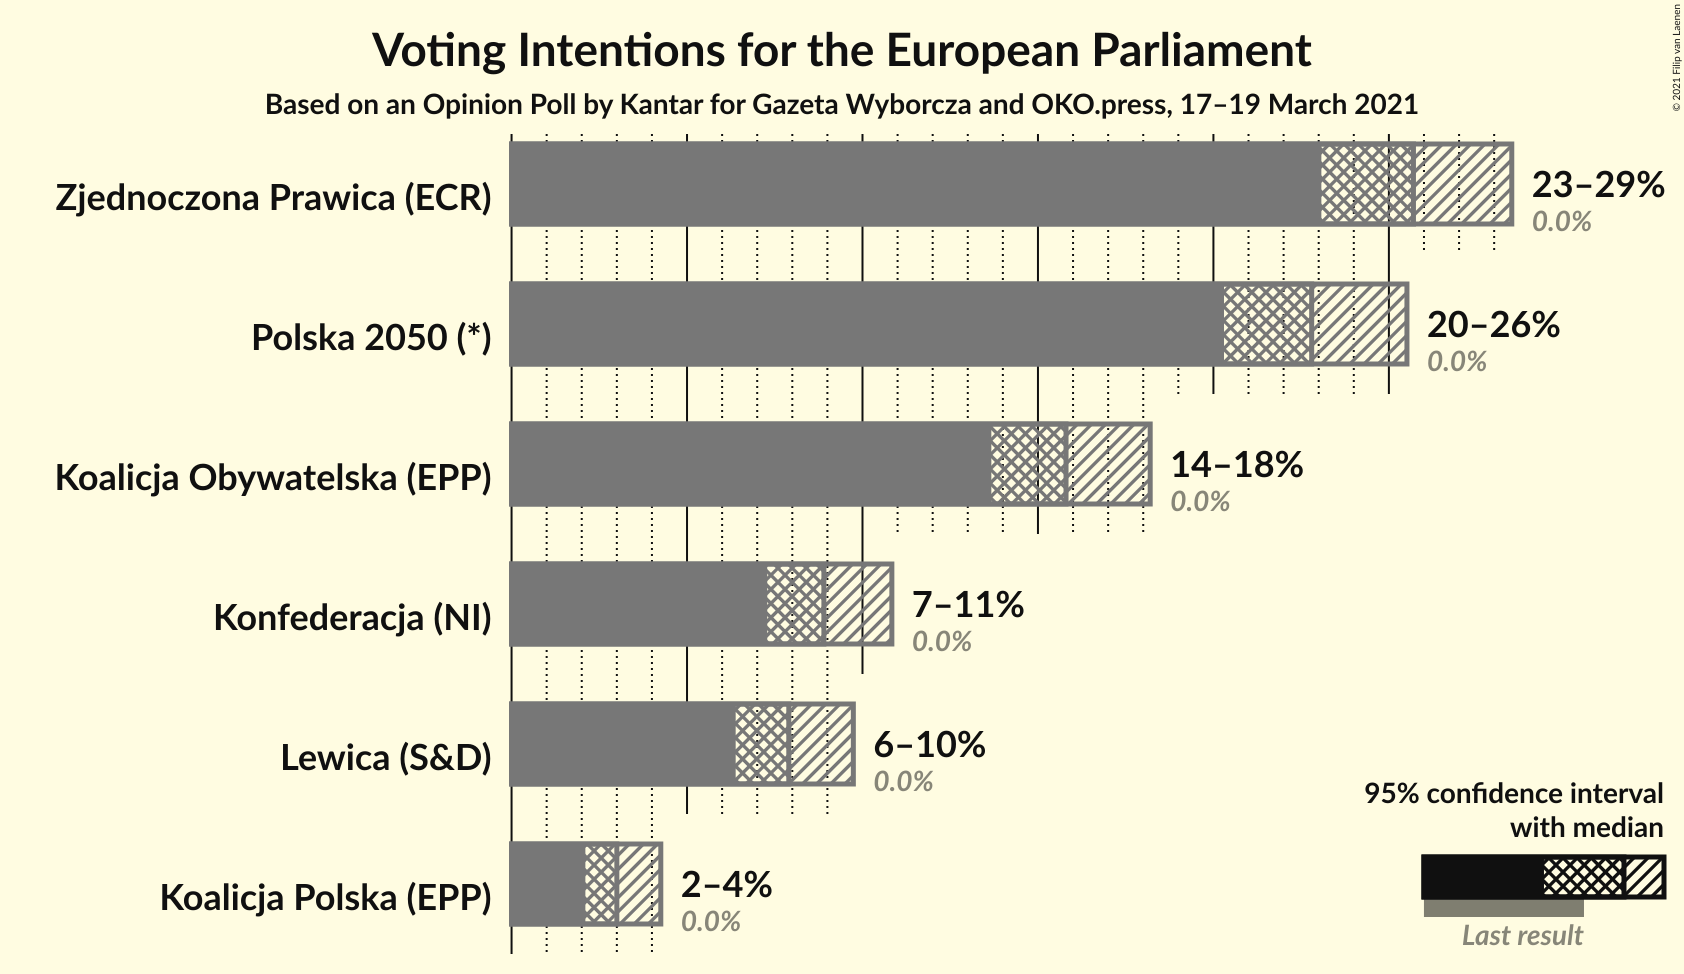 Voting Intentions for the European Parliament
Based on an Opinion Poll by Kantar for Gazeta Wyborcza and OKO.press, 17–19 March 2021
© 2021 Filip van Laenen
Zjednoczona Prawica (ECR)
23–29%
0.0%
Polska 2050 (*)
20–26%
0.0%
Koalicja Obywatelska (EPP)
14–18%
0.0%
Konfederacja (NI)
7–11%
0.0%
Lewica (S&D)
6–10%
0.0%
Koalicja Polska (EPP)
2–4%
0.0%
95% confidence interval
with median
Last result